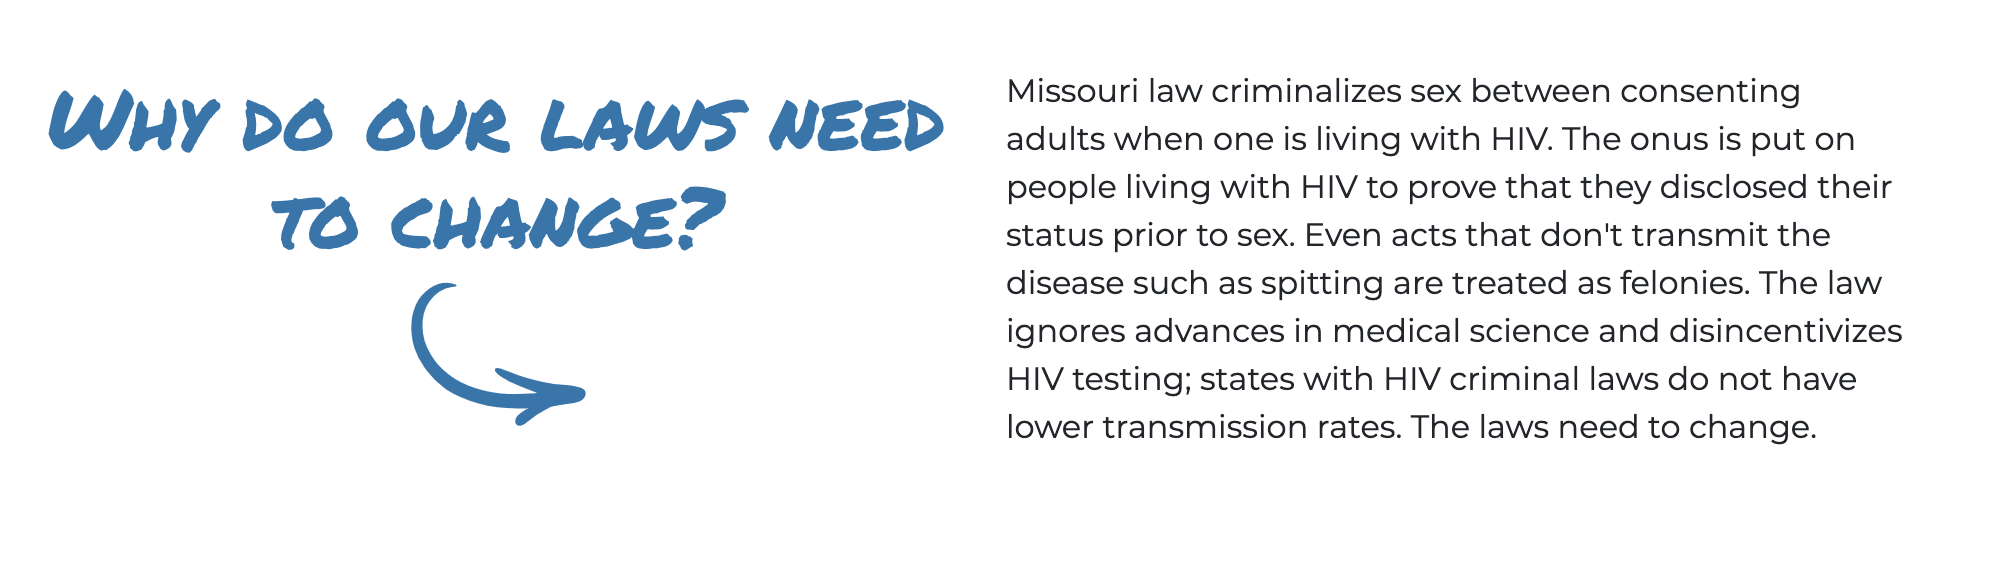 WHY DO OUR LAWS NEED
TO CHANGE?
Missouri law criminalizes sex between consenting
adults when one is living with HIV. The onus is put on
people living with HIV to prove that they disclosed their
status prior to sex. Even acts that don't transmit the
disease such as spitting are treated as felonies. The law
ignores advances in medical science and disincentivizes
HIV testing; states with HIV criminal laws do not have
lower transmission rates. The laws need to change.